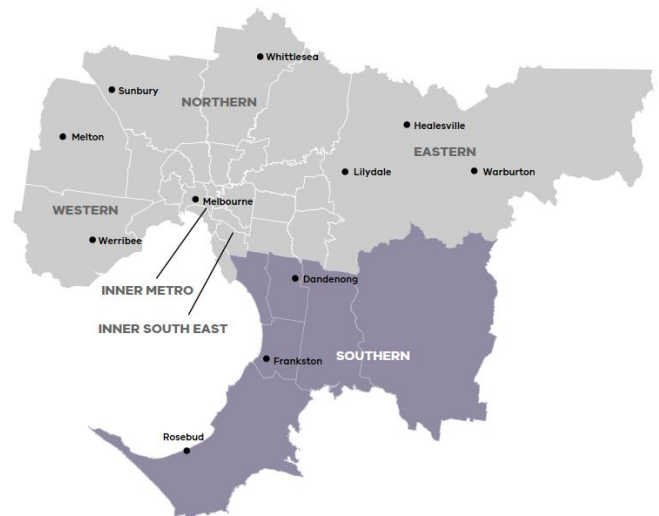 Whittlesea
Sunbury
NORTHERN
Healesville
Melton
EASTERN
Lilydale
Warburton
Melbourne
WESTERN
Werribee
Dandenong
INNER METRO
INNER SOUTH EAST
SOUTHERN
Frankston
Rosebud